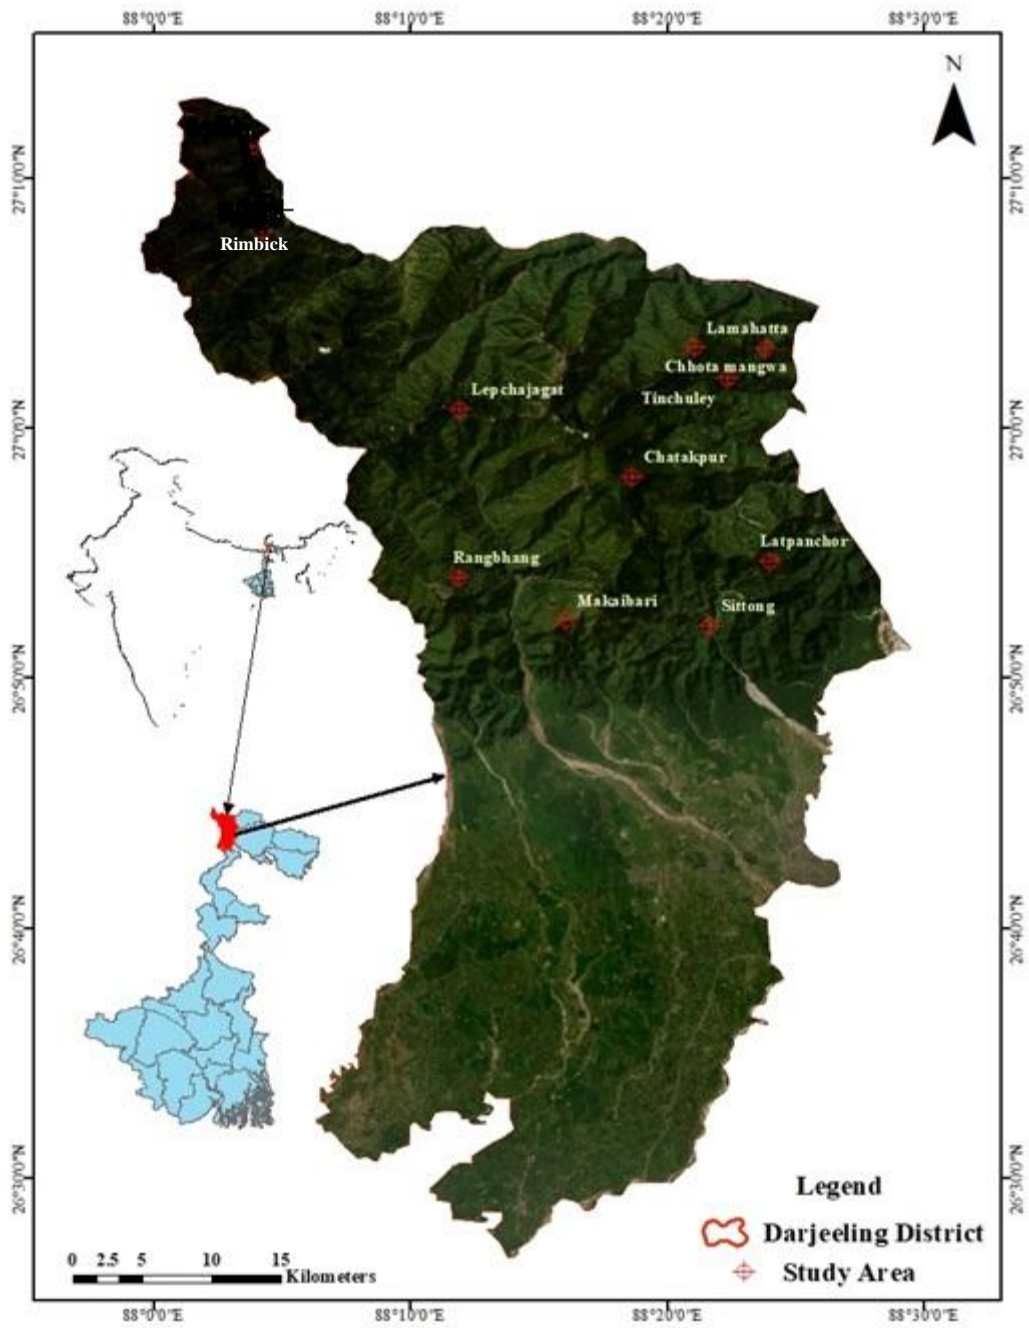 88°0'0"E 88°10'0"E 88°20'0"E 88°30'0"E
N
27°10'0"N 27°10'0"N
Rimbick
Lamahatta
Chhota mangwa
Tinchuley
Lepchajagat
27°0'0"N 27°0'0"N
Chatakpur
Latpanchor
Rangbhang
Makaibari
Sittong
26°50'0"N 26°50'0"N
26°40'0"N 26°40'0"N
26°30'0"N 26°30'0"N
Legend
Darjeeling District
Study Area
0 2.5 5 10 15
Kilometers
88°0'0"E 88°10'0"E 88°20'0"E 88°30'0"E